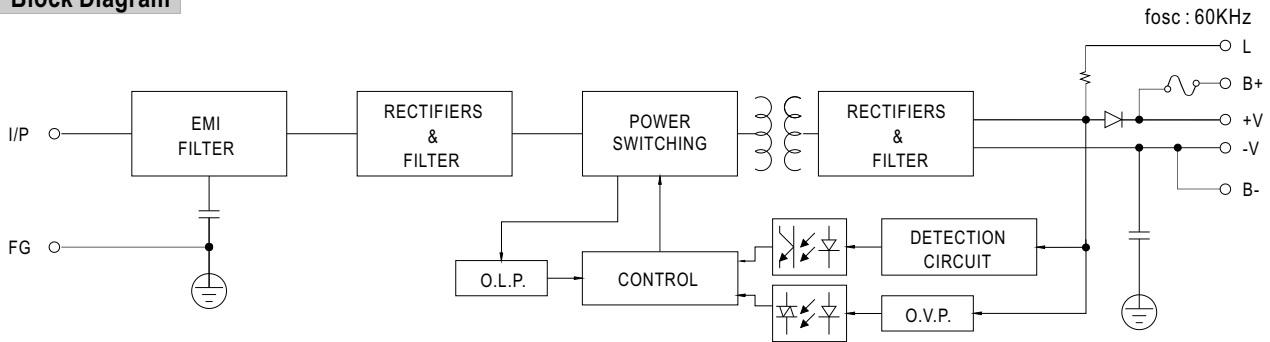 Block Diagram
fosc : 60KHz
L
B+
+V
-V
B-
I/P
FG
EMI
FILTER
RECTIFIERS
&
FILTER
POWER
SWITCHING
RECTIFIERS
&
FILTER
O.L.P.
CONTROL
DETECTION
CIRCUIT
O.V.P.